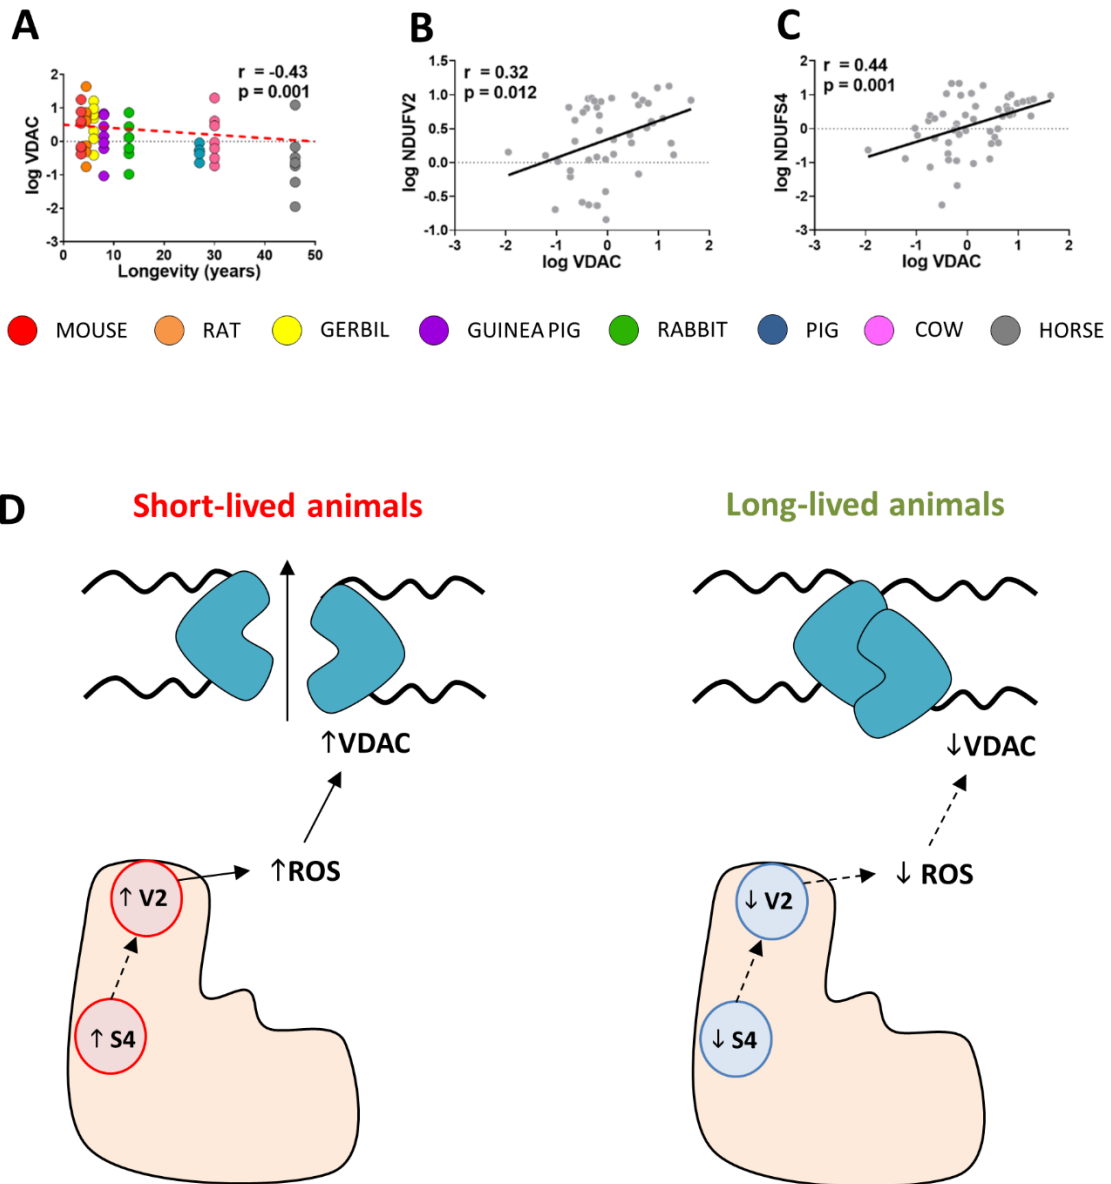 A
r = -0.43
p = 0.001
log VDAC
2
1
0
-1
-2
-3
0 10 20 30 40 50
Longevity (years)
B
r = 0.32
p = 0.012
log NDUFV2
1.5
1.0
0.5
0.0
-0.5
-1.0
-3 -2 -1 0 1 2
log VDAC
C
r = 0.44
p = 0.001
log NDUFS4
2
1
0
-1
-2
-3
-3 -2 -1 0 1 2
log VDAC
MOUSE RAT GERBIL GUINEA PIG RABBIT PIG COW HORSE
D
Short-lived animals
↑VDAC
↑ROS
↑ V2
↑ S4
Long-lived animals
↓VDAC
↓ ROS
↓ V2
↓ S4